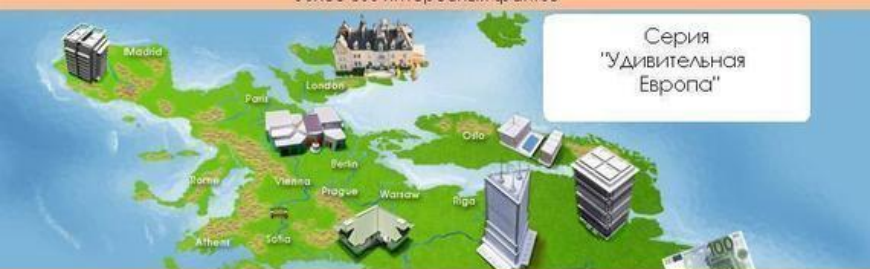 Серия
"Удивительная
Европа"
Madrid
London
Paris
Oslo
Berlin
Rome
Vienna
Prague
Warsaw
Riga
Athens
Sofia
100